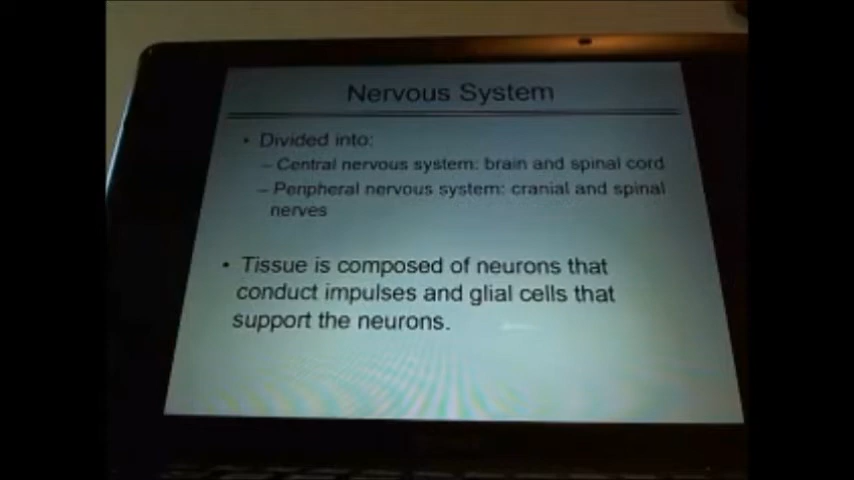 Nervous System
• Divided into:
– Central nervous system: brain and spinal cord
– Peripheral nervous system: cranial and spinal
nerves
• Tissue is composed of neurons that
conduct impulses and glial cells that
support the neurons.